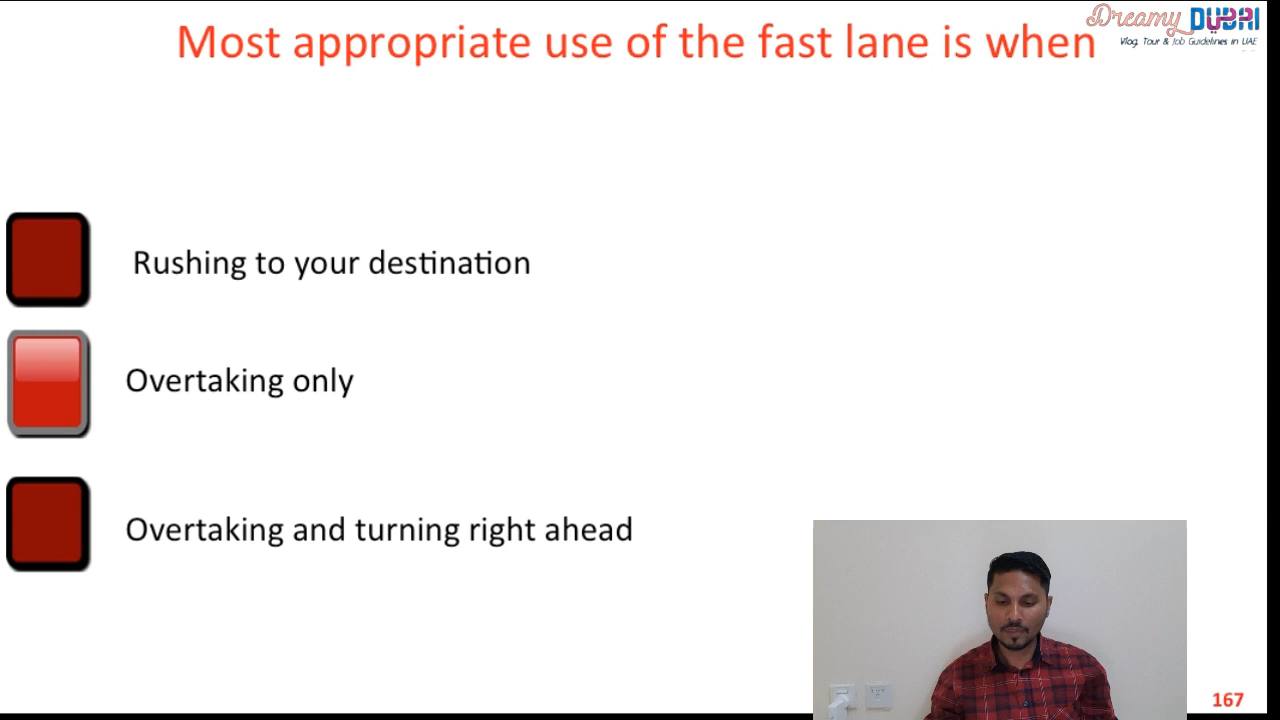 Dreamy DUBAI
Vlog, Tour & Job Guidelines in UAE
Most appropriate use of the fast lane is when
Rushing to your destination
Overtaking only
Overtaking and turning right ahead
167